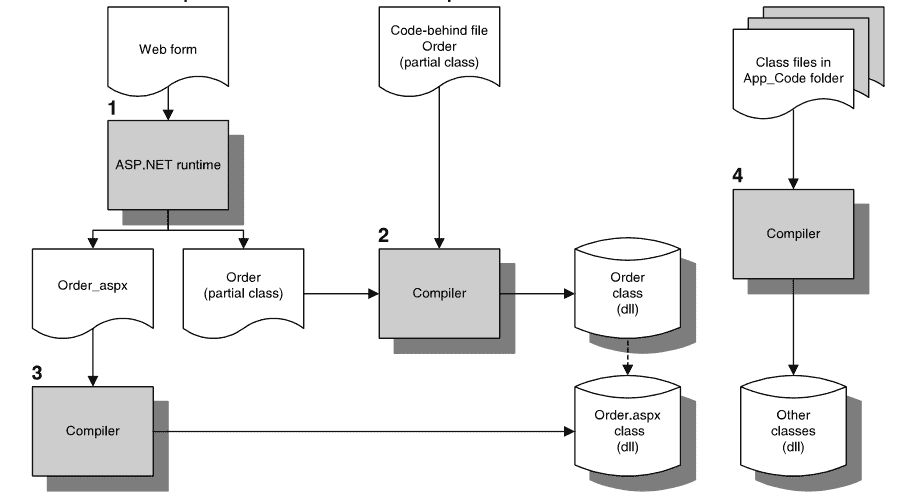 Web form
Code-behind file
Order
(partial class)
Class files in
App_Code folder
1
ASP.NET runtime
4
Compiler
2
Order_aspx
Order
(partial class)
Compiler
Order
class
(dll)
3
Compiler
Order.aspx
class
(dll)
Other
classes
(dll)